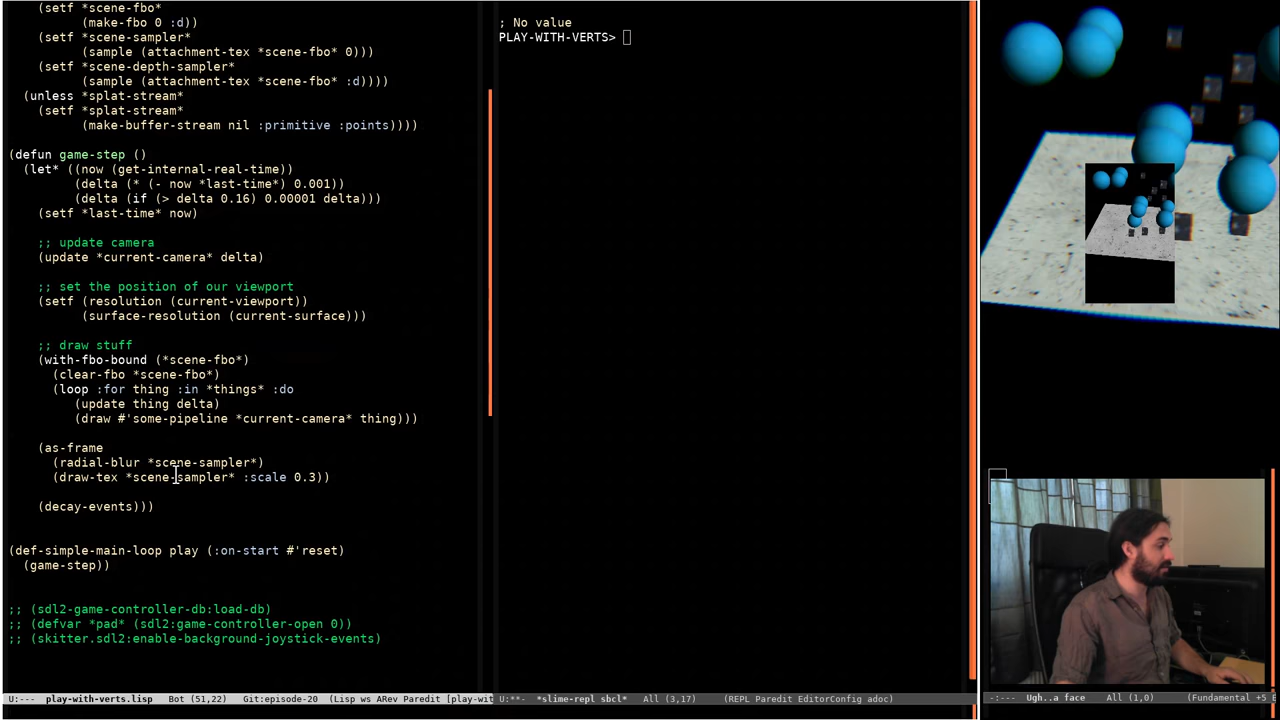 (setf *scene-fbo*
(make-fbo 0 :d))
(setf *scene-sampler*
(sample (attachment-tex *scene-fbo* 0)))
(setf *scene-depth-sampler*
(sample (attachment-tex *scene-fbo* :d))))
(unless *splat-stream*
(setf *splat-stream*
(make-buffer-stream nil :primitive :points))))
(defun game-step ()
(let* ((now (get-internal-real-time))
(delta (* (- now *last-time*) 0.001))
(delta (if (> delta 0.16) 0.00001 delta)))
(setf *last-time* now)
;; update camera
(update *current-camera* delta)
;; set the position of our viewport
(setf (resolution (current-viewport))
(surface-resolution (current-surface)))
;; draw stuff
(with-fbo-bound (*scene-fbo*)
(clear-fbo *scene-fbo*)
(loop :for thing :in *things* :do
(update thing delta)
(draw #'some-pipeline *current-camera* thing)))
(as-frame
(radial-blur *scene-sampler*)
(draw-tex *scene-sampler* :scale 0.3))
(decay-events)))
(def-simple-main-loop play (:on-start #'reset)
(game-step))
;; (sdl2-game-controller-db:load-db)
;; (defvar *pad* (sdl2:game-controller-open 0))
;; (skitter.sdl2:enable-background-joystick-events)
U:--- play-with-verts.lisp Bot (51,22) Git:episode-20 (Lisp ws ARev Paredit [play-wit
; No value
PLAY-WITH-VERTS>
U:**- *slime-repl sbcl* All (3,17) (REPL Paredit EditorConfig adoc)
-:--- Ugh..a face All (1,0) (Fundamental +5 E